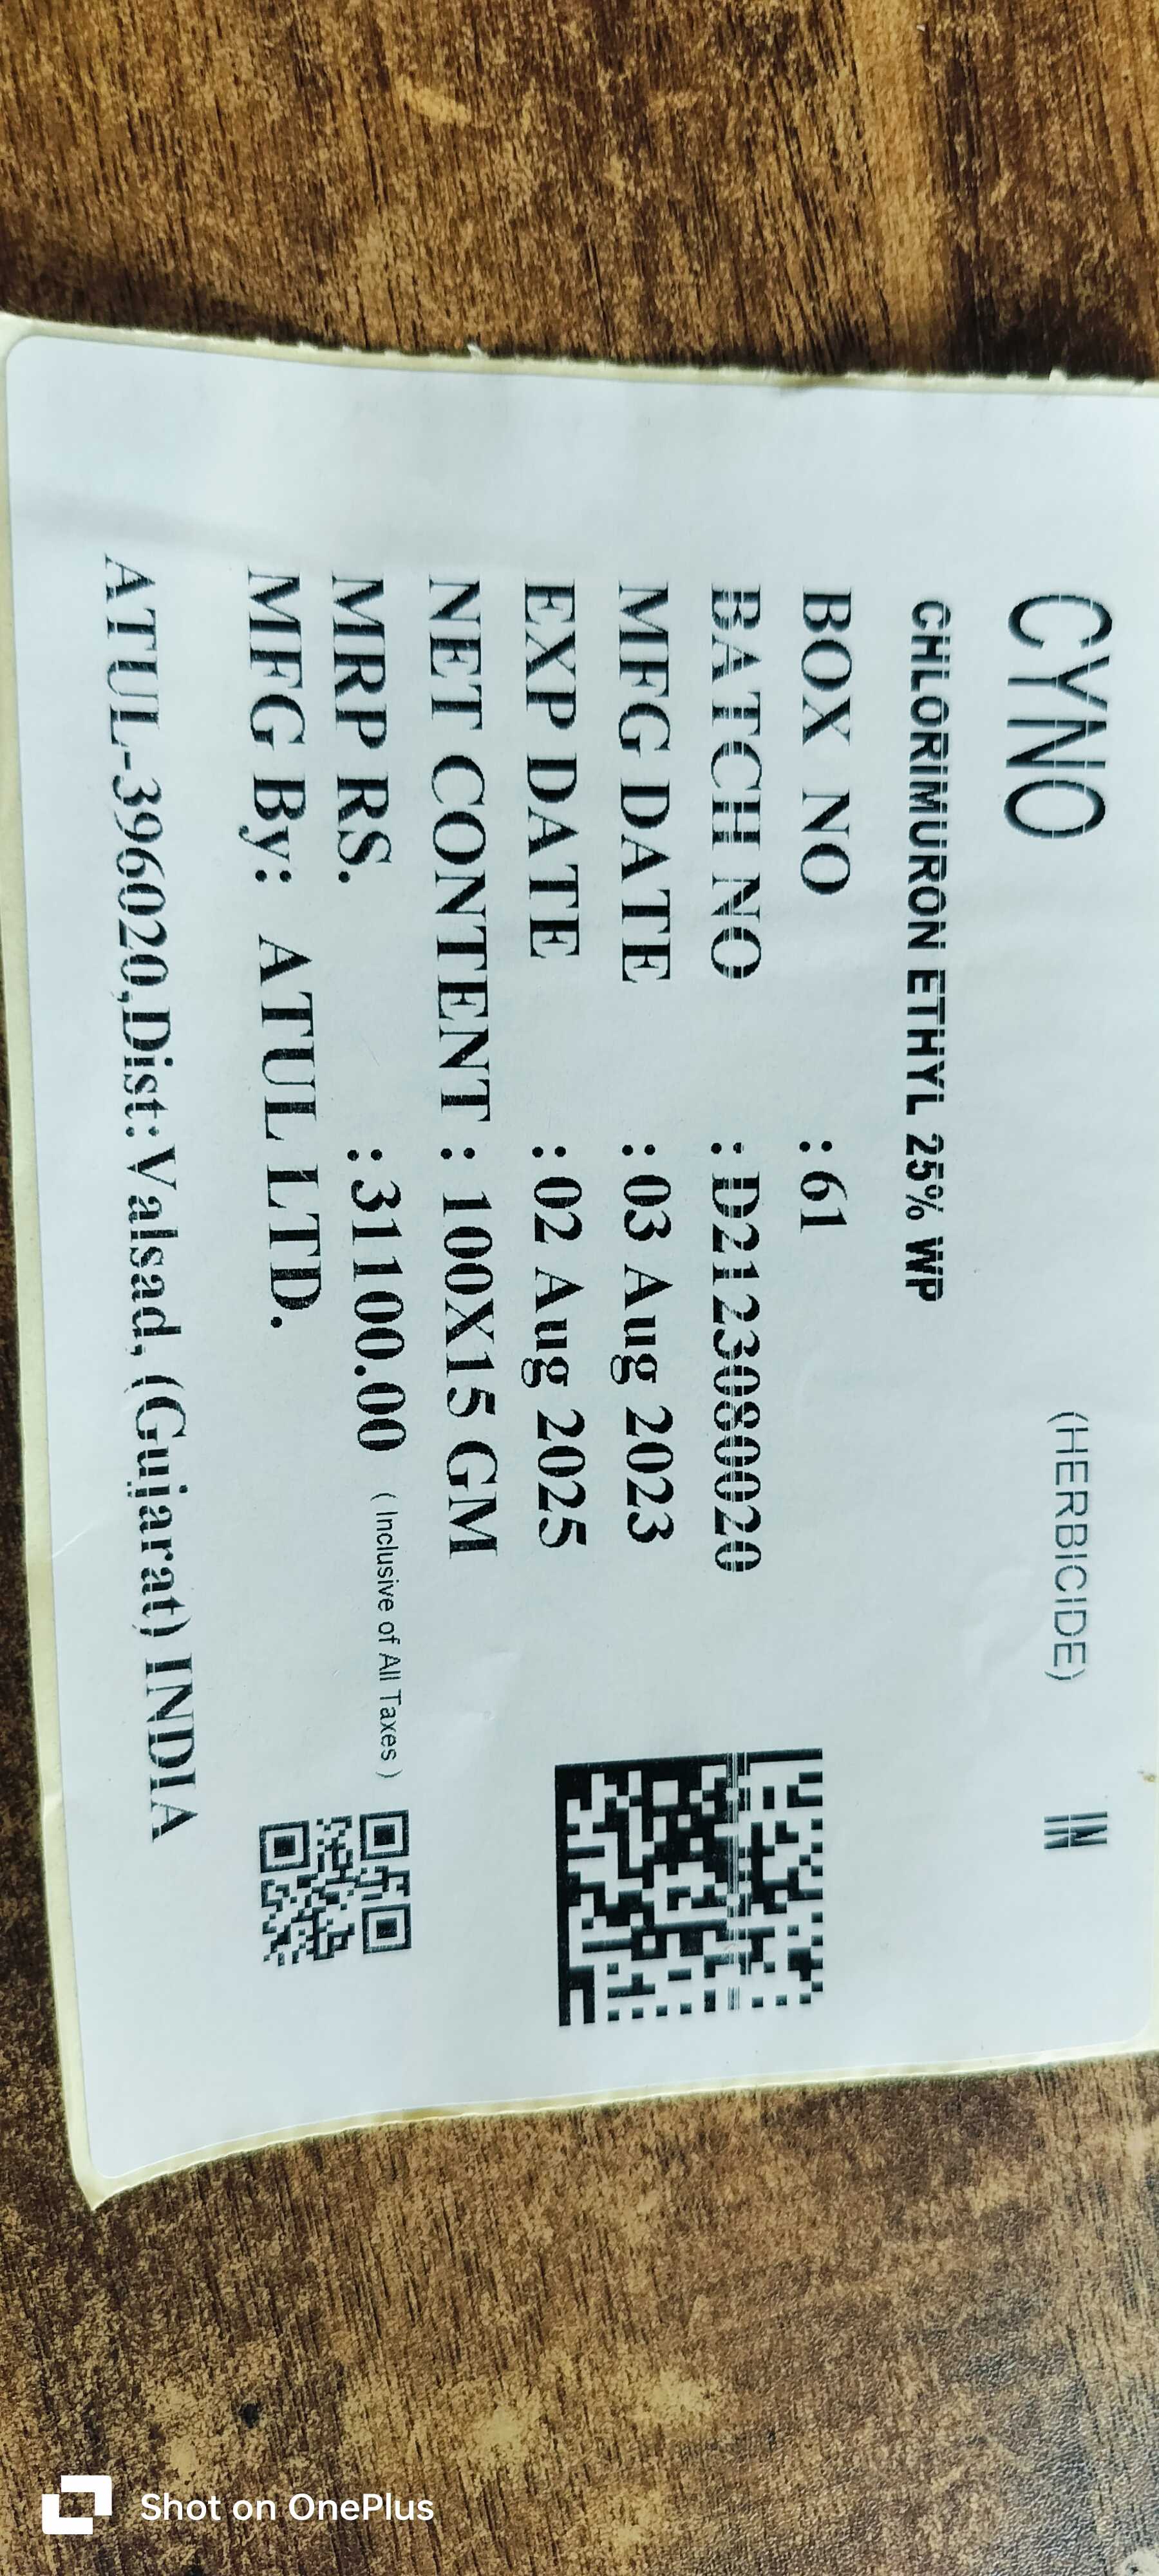 CYNO (HERBICIDE) IN
CHLORIMURON ETHYL 25% WP
BOX NO :61
BATCH NO :D2123080020
MFG DATE :03 Aug 2023
EXP DATE :02 Aug 2025
NET CONTENT : 100X15 GM
MRP RS. :31100.00 ( Inclusive of All Taxes )
MFG By: ATUL LTD.
ATUL-396020,Dist:Valsad, (Gujarat) INDIA
Shot on OnePlus